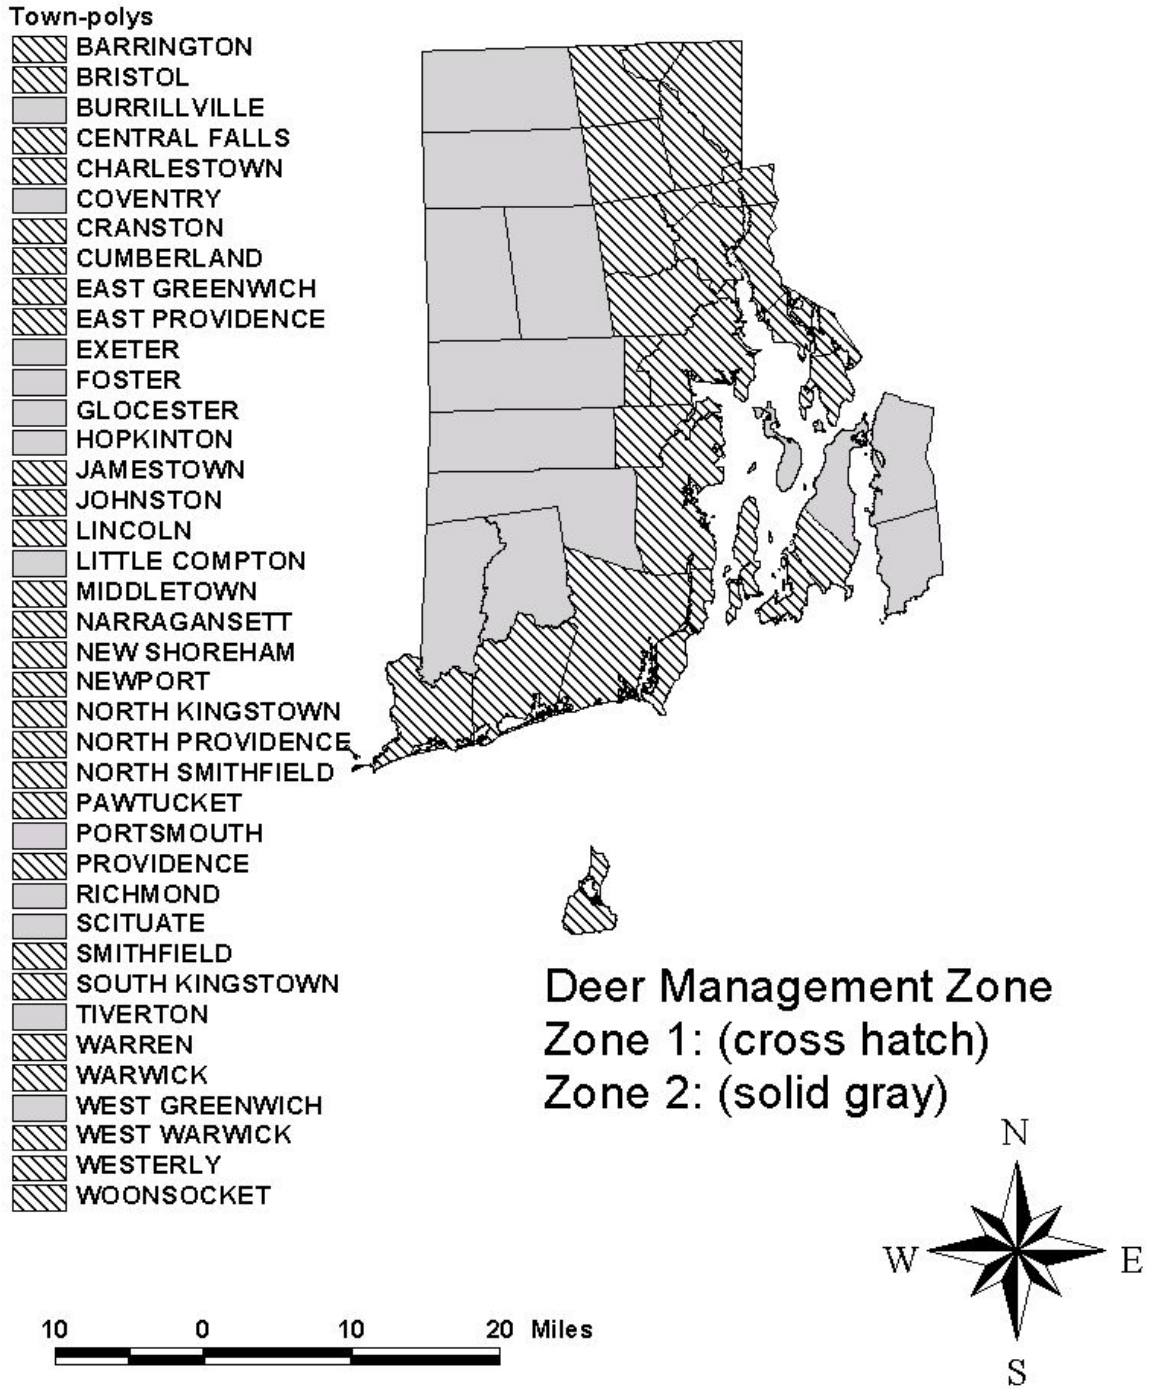 Town-polys
BARRINGTON
BRISTOL
BURRILLVILLE
CENTRAL FALLS
CHARLESTOWN
COVENTRY
CRANSTON
CUMBERLAND
EAST GREENWICH
EAST PROVIDENCE
EXETER
FOSTER
GLOCESTER
HOPKINTON
JAMESTOWN
JOHNSTON
LINCOLN
LITTLE COMPTON
MIDDLETOWN
NARRAGANSETT
NEW SHOREHAM
NEWPORT
NORTH KINGSTOWN
NORTH PROVIDENCE
NORTH SMITHFIELD
PAWTUCKET
PORTSMOUTH
PROVIDENCE
RICHMOND
SCITUATE
SMITHFIELD
SOUTH KINGSTOWN
TIVERTON
WARREN
WARWICK
WEST GREENWICH
WEST WARWICK
WESTERLY
WOONSOCKET
Deer Management Zone
Zone 1: (cross hatch)
Zone 2: (solid gray)
N
W E
S
10 0 10 20 Miles